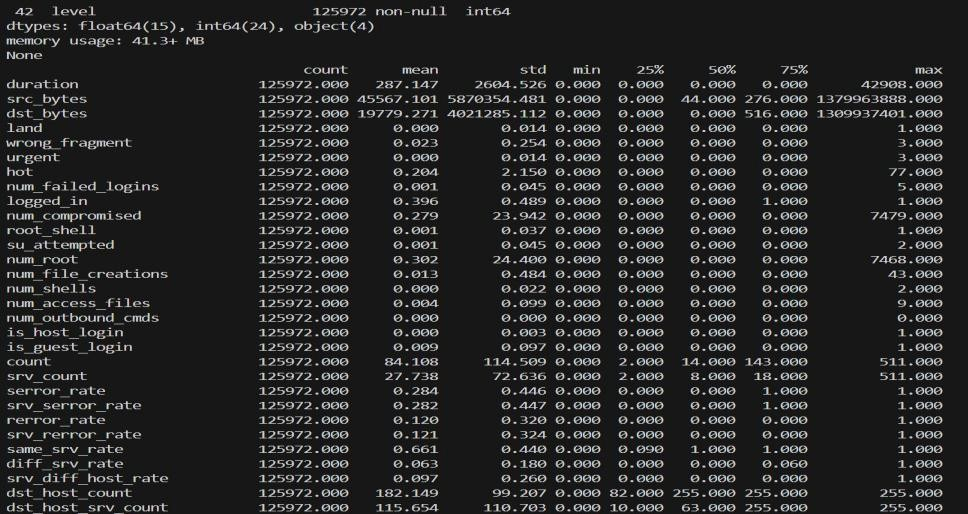 42  level                  125972 non-null  int64
dtypes: float64(15), int64(24), object(4)
memory usage: 41.3+ MB
None
count mean std min 25% 50% 75% max
duration 125972.000 287.147 2604.526 0.000 0.000 0.000 0.000 42908.000
src_bytes 125972.000 45567.101 5870354.481 0.000 0.000 44.000 276.000 1379963888.000
dst_bytes 125972.000 19779.271 4021285.112 0.000 0.000 0.000 516.000 1309937401.000
land 125972.000 0.000 0.014 0.000 0.000 0.000 0.000 1.000
wrong_fragment 125972.000 0.023 0.254 0.000 0.000 0.000 0.000 3.000
urgent 125972.000 0.000 0.014 0.000 0.000 0.000 0.000 3.000
hot 125972.000 0.204 2.150 0.000 0.000 0.000 0.000 77.000
num_failed_logins 125972.000 0.001 0.045 0.000 0.000 0.000 0.000 5.000
logged_in 125972.000 0.396 0.489 0.000 0.000 0.000 1.000 1.000
num_compromised 125972.000 0.279 23.942 0.000 0.000 0.000 0.000 7479.000
root_shell 125972.000 0.001 0.037 0.000 0.000 0.000 0.000 1.000
su_attempted 125972.000 0.001 0.045 0.000 0.000 0.000 0.000 2.000
num_root 125972.000 0.302 24.400 0.000 0.000 0.000 0.000 7468.000
num_file_creations 125972.000 0.013 0.484 0.000 0.000 0.000 0.000 43.000
num_shells 125972.000 0.000 0.022 0.000 0.000 0.000 0.000 2.000
num_access_files 125972.000 0.004 0.099 0.000 0.000 0.000 0.000 9.000
num_outbound_cmds 125972.000 0.000 0.000 0.000 0.000 0.000 0.000 0.000
is_host_login 125972.000 0.000 0.003 0.000 0.000 0.000 0.000 1.000
is_guest_login 125972.000 0.009 0.097 0.000 0.000 0.000 0.000 1.000
count 125972.000 84.108 114.509 0.000 2.000 14.000 143.000 511.000
srv_count 125972.000 27.738 72.636 0.000 2.000 8.000 18.000 511.000
serror_rate 125972.000 0.284 0.446 0.000 0.000 0.000 1.000 1.000
srv_serror_rate 125972.000 0.282 0.447 0.000 0.000 0.000 1.000 1.000
rerror_rate 125972.000 0.120 0.320 0.000 0.000 0.000 0.000 1.000
srv_rerror_rate 125972.000 0.121 0.324 0.000 0.000 0.000 0.000 1.000
same_srv_rate 125972.000 0.661 0.440 0.000 0.090 1.000 1.000 1.000
diff_srv_rate 125972.000 0.063 0.180 0.000 0.000 0.000 0.060 1.000
srv_diff_host_rate 125972.000 0.097 0.260 0.000 0.000 0.000 0.000 1.000
dst_host_count 125972.000 182.149 99.207 0.000 82.000 255.000 255.000 255.000
dst_host_srv_count 125972.000 115.654 110.703 0.000 10.000 63.000 255.000 255.000